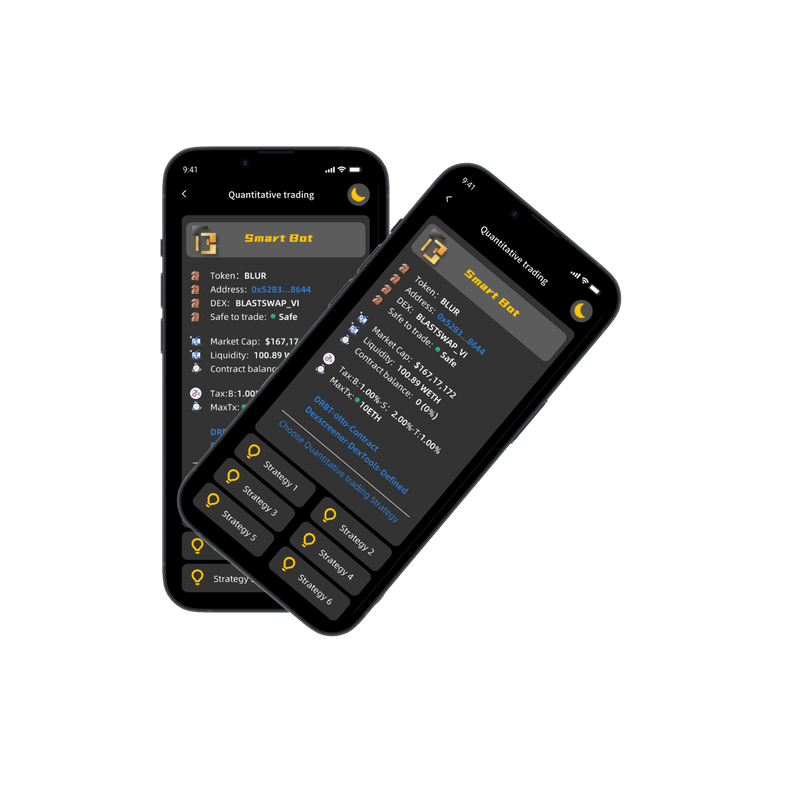 9:41
Quantitative trading
Smart Bot
Token: BLUR
Address: 0x5283...8644
DEX: BLASTSWAP_VI
Safe to trade: Safe
Market Cap: $167,17
Liquidity: 100.89 W
Contract balanc
Tax:B:1.00
MaxTx:
DRB
Strategy 5
9:41
Quantitative trading
Smart Bot
Token: BLUR
Address: 0x5283...8644
DEX: BLASTSWAP_VI
Safe to trade: Safe
Market Cap: $167,17,172
Liquidity: 100.89 WETH
Contract balance: 0 (0%)
Tax:B:1.00%·S: 2.00%·T:1.00%
MaxTx: 10ETH
DRBT·otto·Contract
Dexscreener·DexTools·Defined
Choose Quantitative trading Strategy
Strategy 1
Strategy 2
Strategy 3
Strategy 4
Strategy 5
Strategy 6